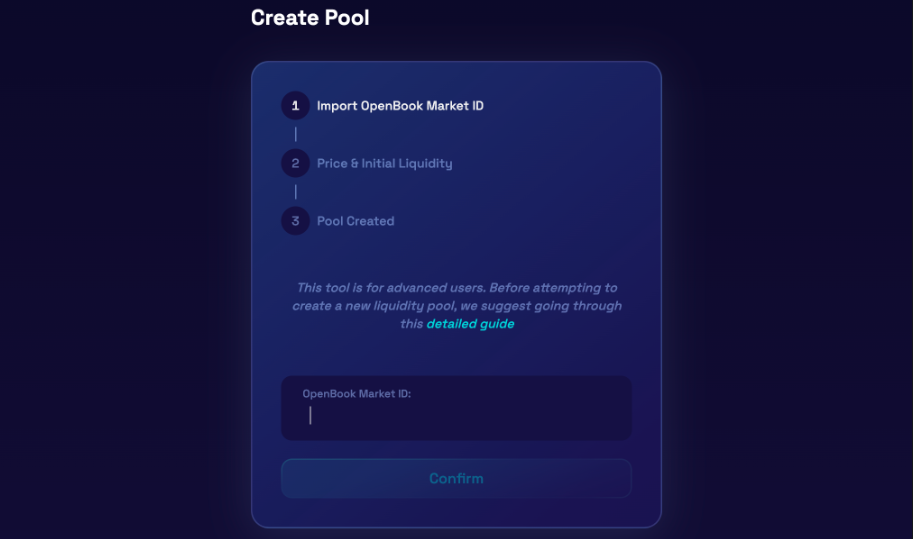 Create Pool
1 Import OpenBook Market ID
2 Price & Initial Liquidity
3 Pool Created
This tool is for advanced users. Before attempting to
create a new liquidity pool, we suggest going through
this detailed guide
OpenBook Market ID:
Confirm